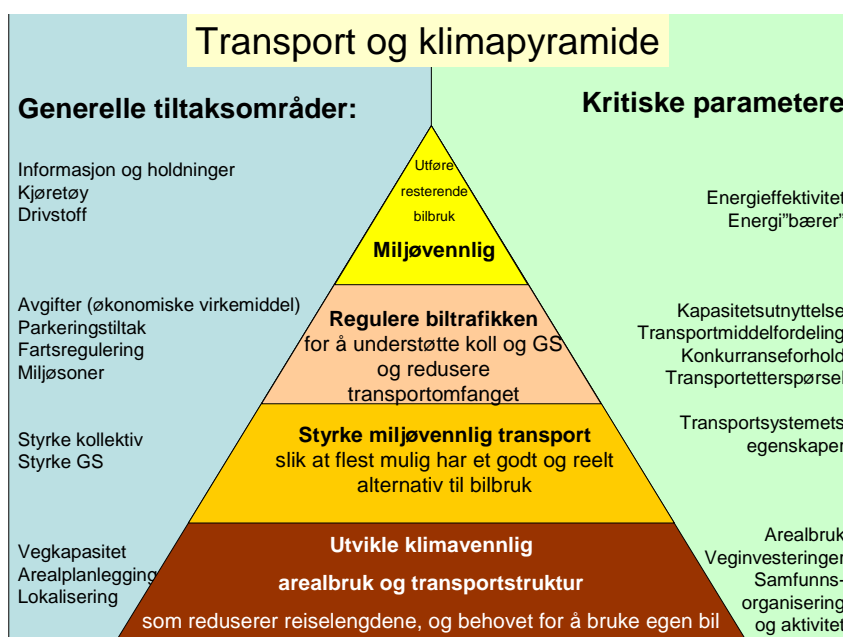 Transport og klimapyramide
Generelle tiltaksområder:
Kritiske parametere
Informasjon og holdninger
Kjøretøy
Drivstoff
Utføre
resterende
bilbruk
Miljøvennlig
Energieffektivitet
Energi"bærer"
Avgifter (økonomiske virkemiddel)
Parkeringstiltak
Fartsregulering
Miljøsoner
Regulere biltrafikken
for å understøtte koll og GS
og redusere
transportomfanget
Kapasitetsutnyttelse
Transportmiddelfordeling
Konkurranseforhold
Transportetterspørsel
Styrke kollektiv
Styrke GS
Styrke miljøvennlig transport
slik at flest mulig har et godt og reelt
alternativ til bilbruk
Transportsystemets
egenskaper
Vegkapasitet
Arealplanlegging
Lokalisering
Utvikle klimavennlig
arealbruk og transportstruktur
som reduserer reiselengdene, og behovet for å bruke egen bil
Arealbruk
Veginvesteringer
Samfunns-
organisering
og aktivitet